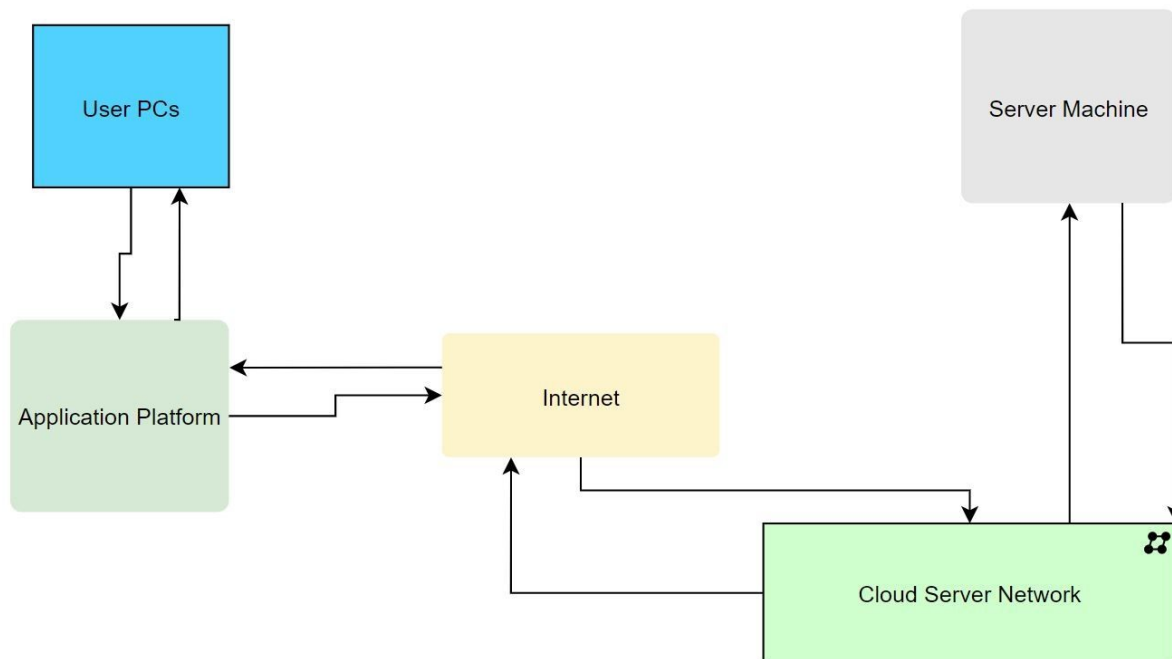 User PCs
Server Machine
Application Platform
Internet
Cloud Server Network